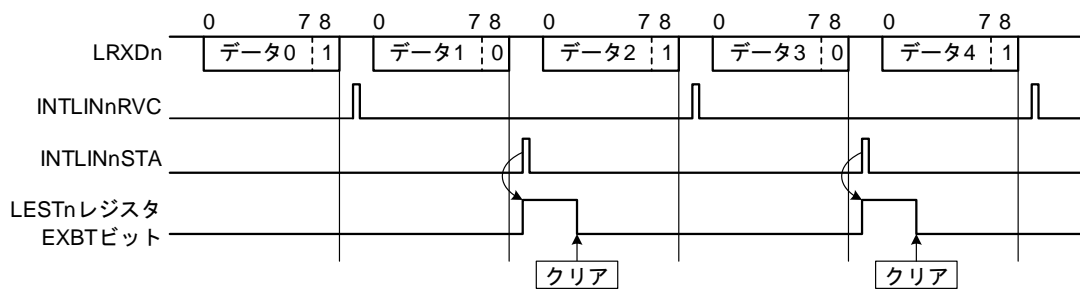 0 7 8 0 7 8 0 7 8 0 7 8 0 7 8
LRXDn データ0 1 データ1 0 データ2 1 データ3 0 データ4 1
INTLINnRVC
INTLINnSTA
LESTnレジスタ
EXBTビット
クリア クリア